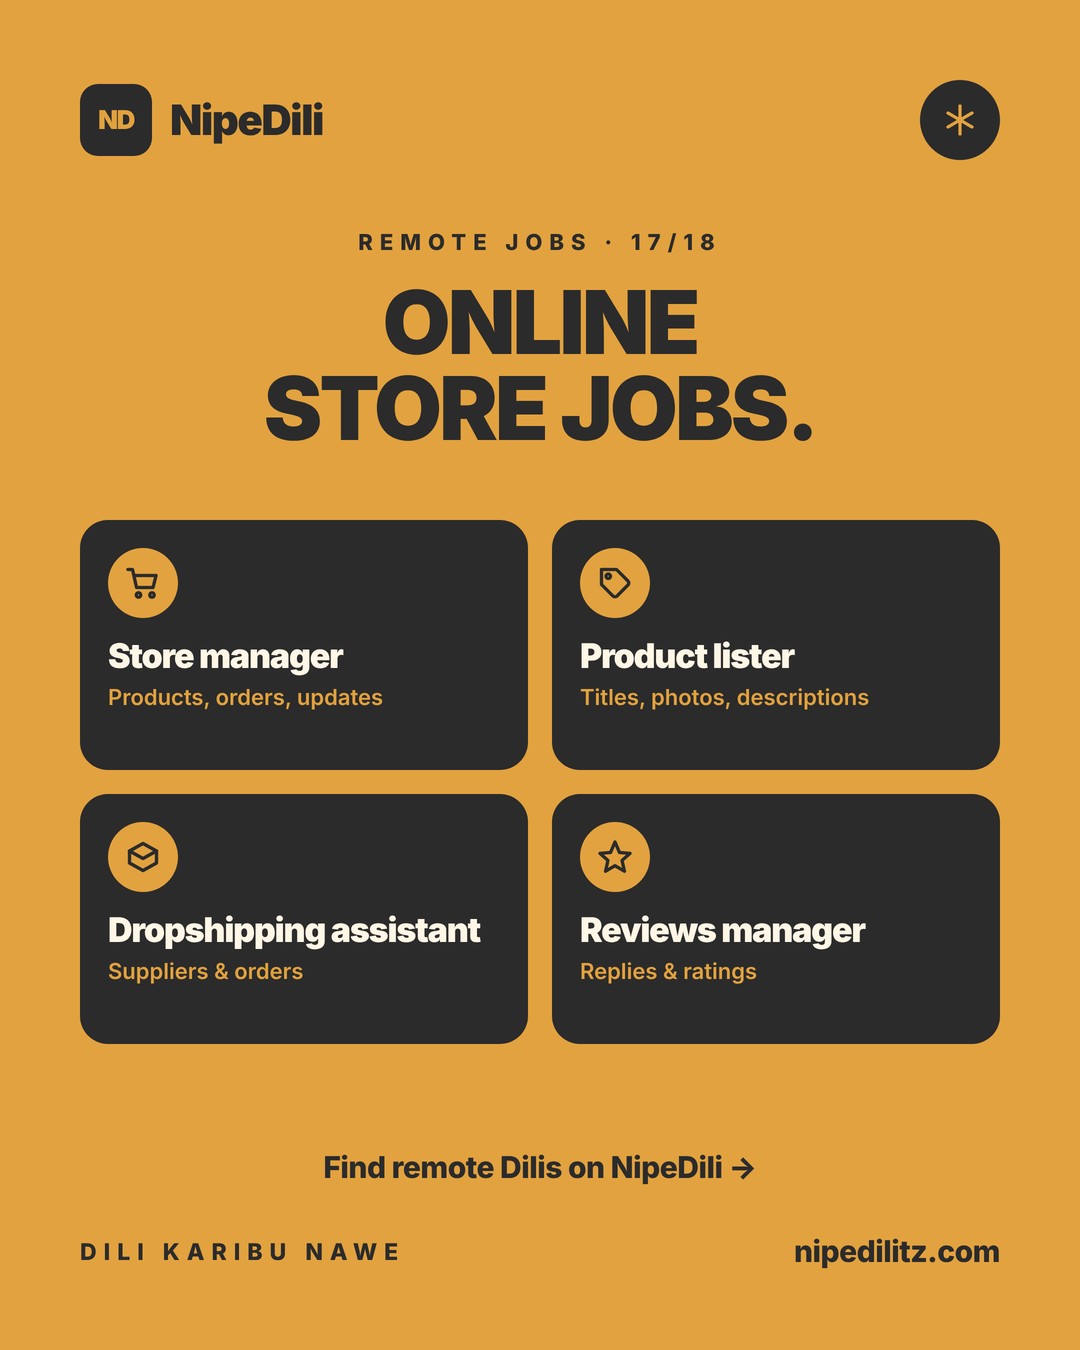 ND NipeDili
REMOTE JOBS · 17/18
ONLINE
STORE JOBS.
Store manager
Products, orders, updates
Product lister
Titles, photos, descriptions
Dropshipping assistant
Suppliers & orders
Reviews manager
Replies & ratings
Find remote Dilis on NipeDili →
DILI KARIBU NAWE
nipedilitz.com